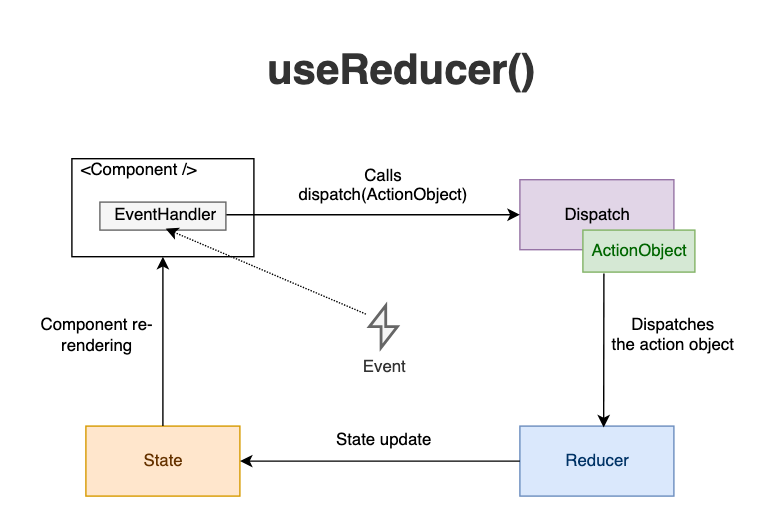 useReducer()
<Component />
EventHandler
Calls
dispatch(ActionObject)
Dispatch
ActionObject
Component re-
rendering
Event
Dispatches
the action object
State
State update
Reducer